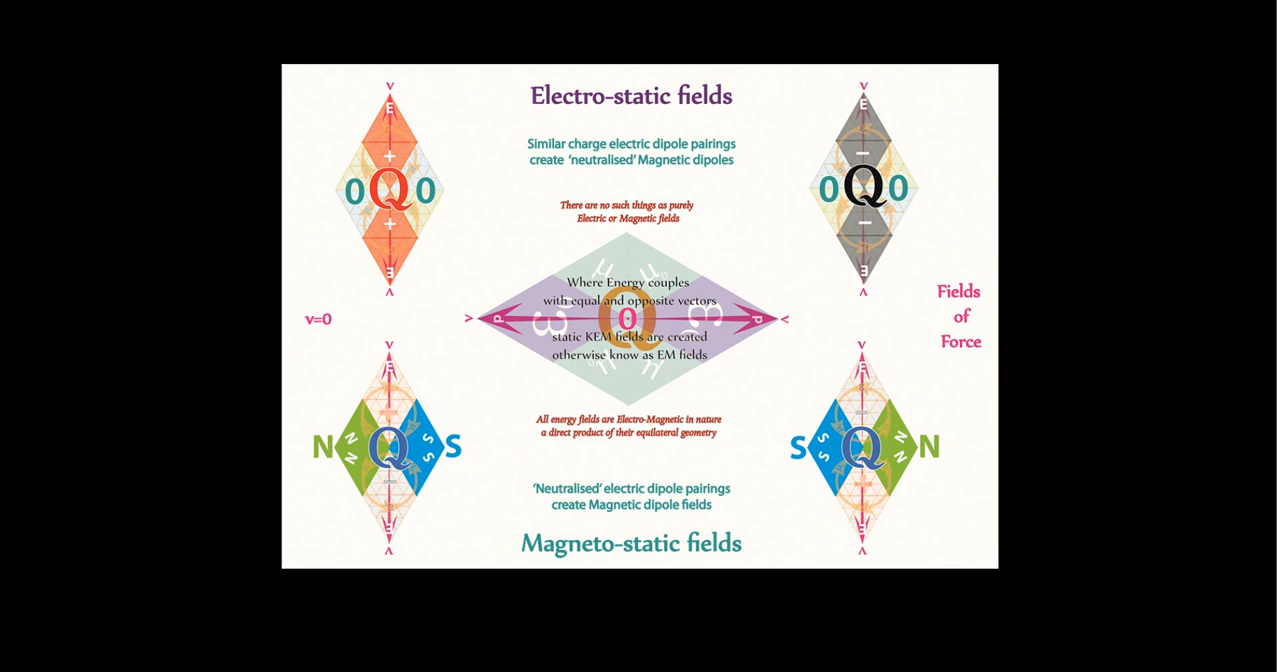 Electro-static fields
Similar charge electric dipole pairings
create 'neutralised' Magnetic dipoles
There are no such things as purely
Electric or Magnetic fields
v
E
+
0Q0
+
E
v
v
E
–
0Q0
–
E
v
v=0
Fields
of
Force
µ µ₀
Where Energy couples
with equal and opposite vectors
> d ε Q 0 ε d <
static KEM fields are created
otherwise know as EM fields
All energy fields are Electro-Magnetic in nature
a direct product of their equilateral geometry
v
E
+
N N N Q S S S
–
E
v
v
E
–
S S S Q N N N
+
E
v
'Neutralised' electric dipole pairings
create Magnetic dipole fields
Magneto-static fields